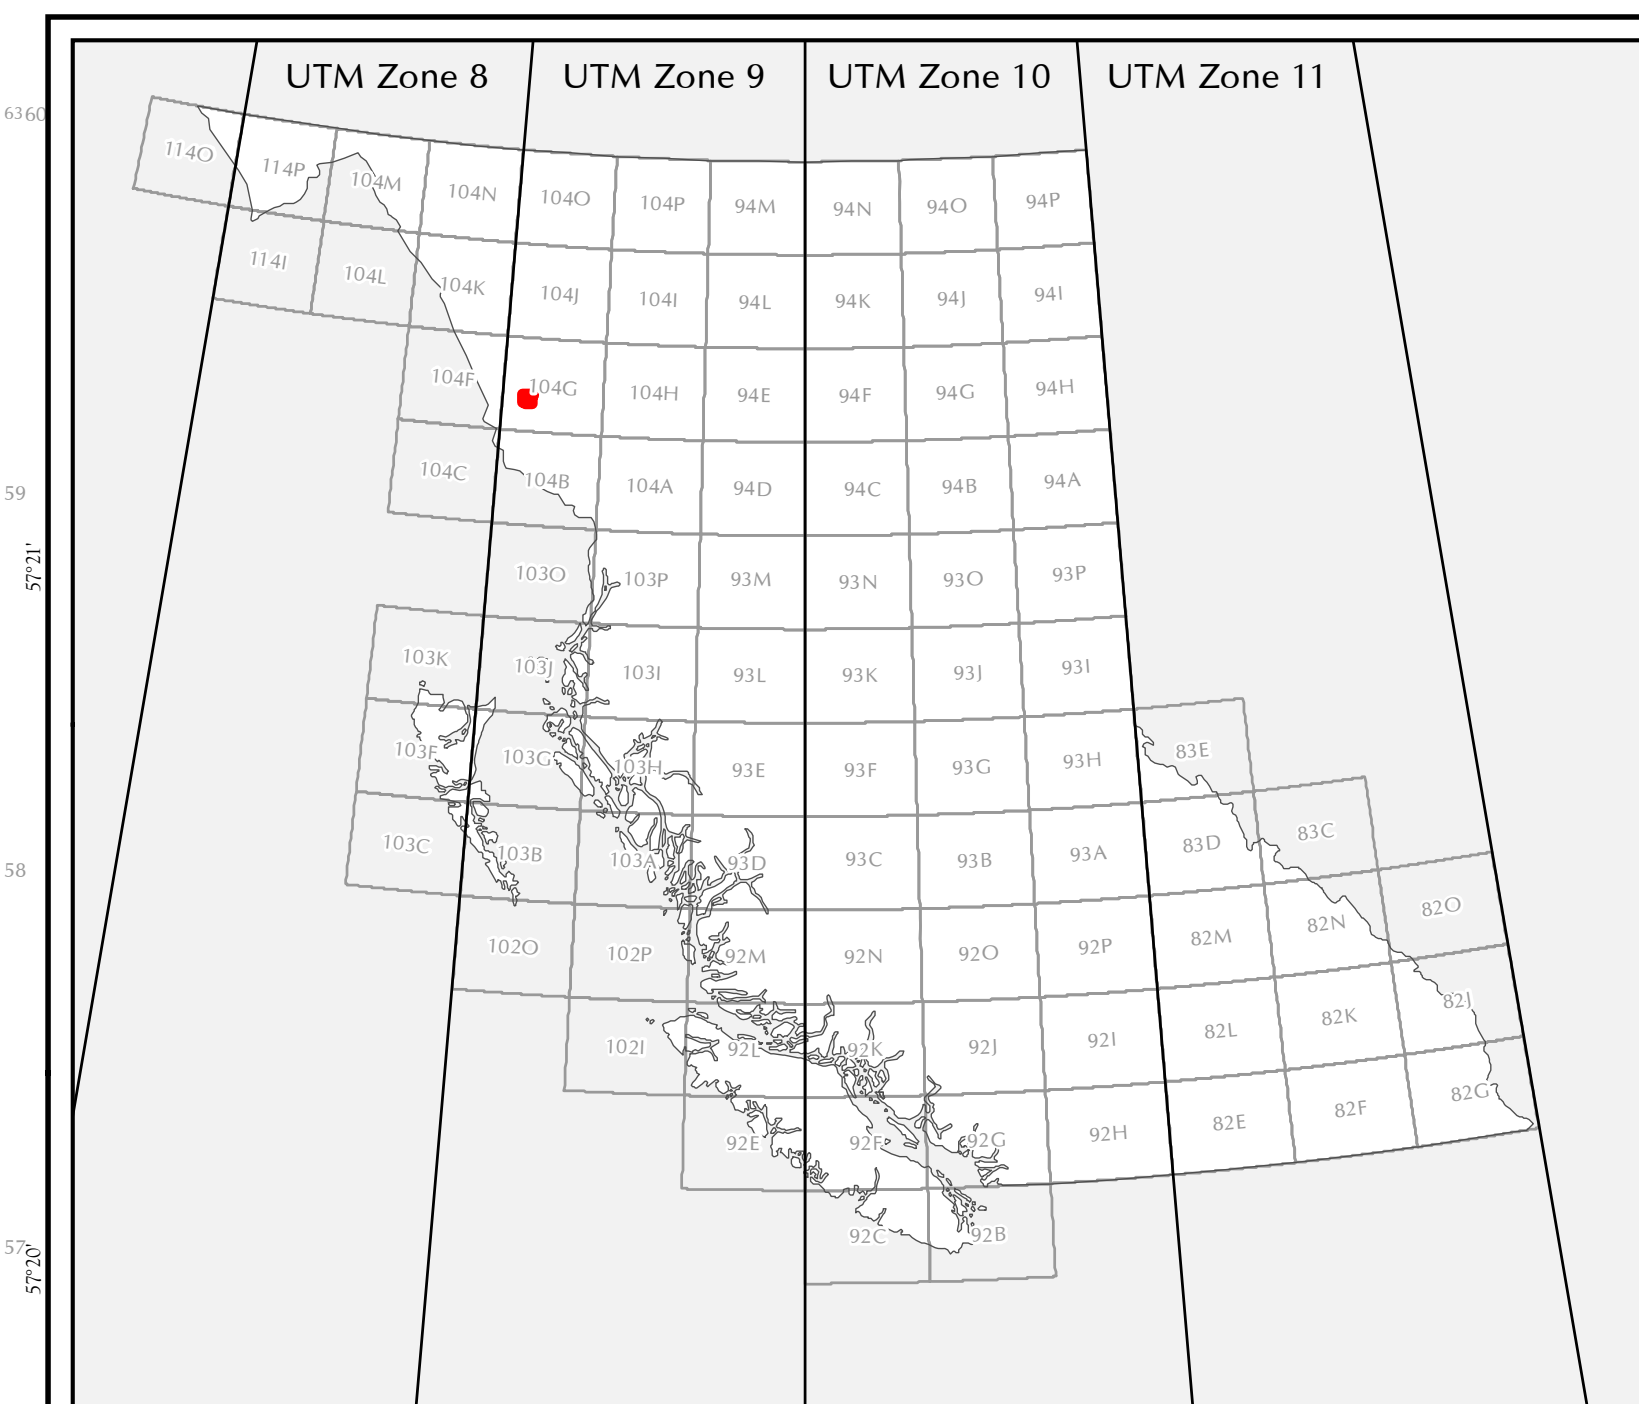 UTM Zone 8 UTM Zone 9 UTM Zone 10 UTM Zone 11
6360
114O 114P 104M 104N 104O 104P 94M 94N 94O 94P
114I 104L 104K 104J 104I 94L 94K 94J 94I
104F 104G 104H 94E 94F 94G 94H
59
104C 104B 104A 94D 94C 94B 94A
57°21'
103O 103P 93M 93N 93O 93P
103K 103J 103I 93L 93K 93J 93I
103F 103G 103H 93E 93F 93G 93H 83E
58
103C 103B 103A 93D 93C 93B 93A 83D 83C
102O 102P 92M 92N 92O 92P 82M 82N 82O
102I 92L 92K 92J 92I 82L 82K 82J
92E 92F 92G 92H 82E 82F 82G
57
57°20'
92C 92B